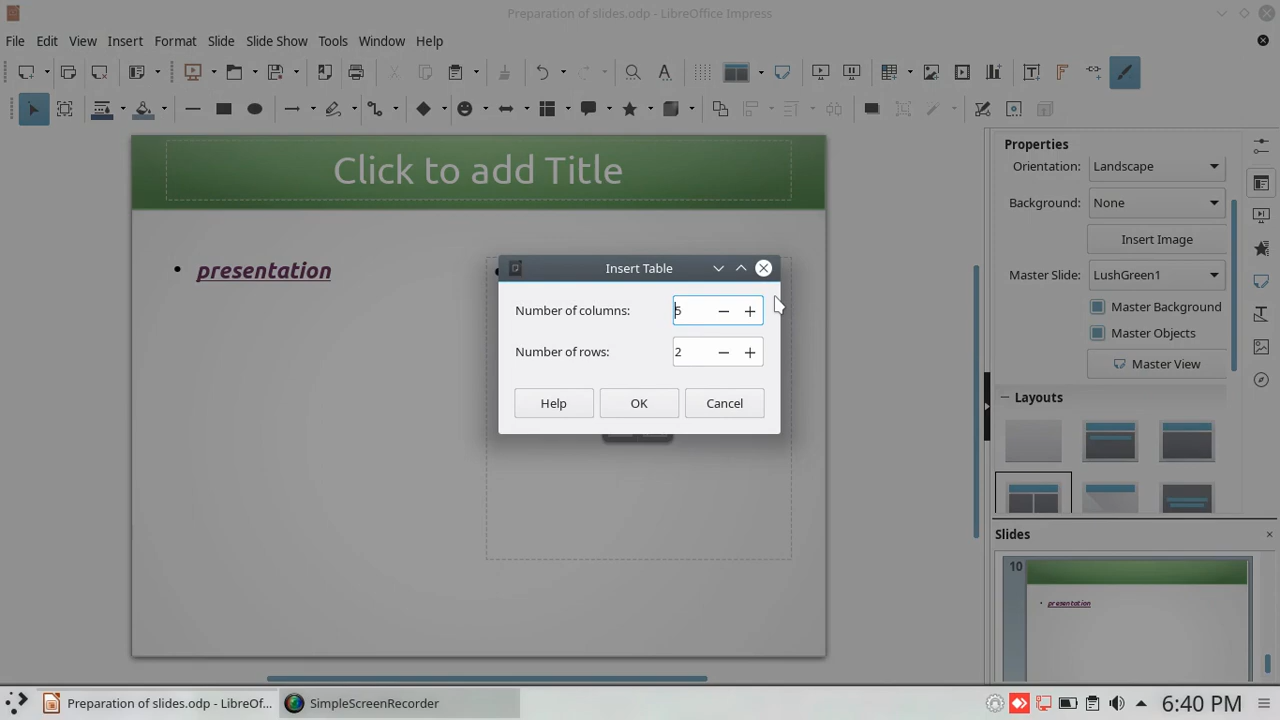 Preparation of slides.odp - LibreOffice Impress
File Edit View Insert Format Slide Slide Show Tools Window Help
Click to add Title
• presentation
Insert Table
Number of columns: 5
Number of rows: 2
Help OK Cancel
Properties
Orientation: Landscape
Background: None
Insert Image
Master Slide: LushGreen1
Master Background
Master Objects
Master View
Layouts
Slides
10
• presentation
Preparation of slides.odp - LibreOf...
SimpleScreenRecorder
6:40 PM